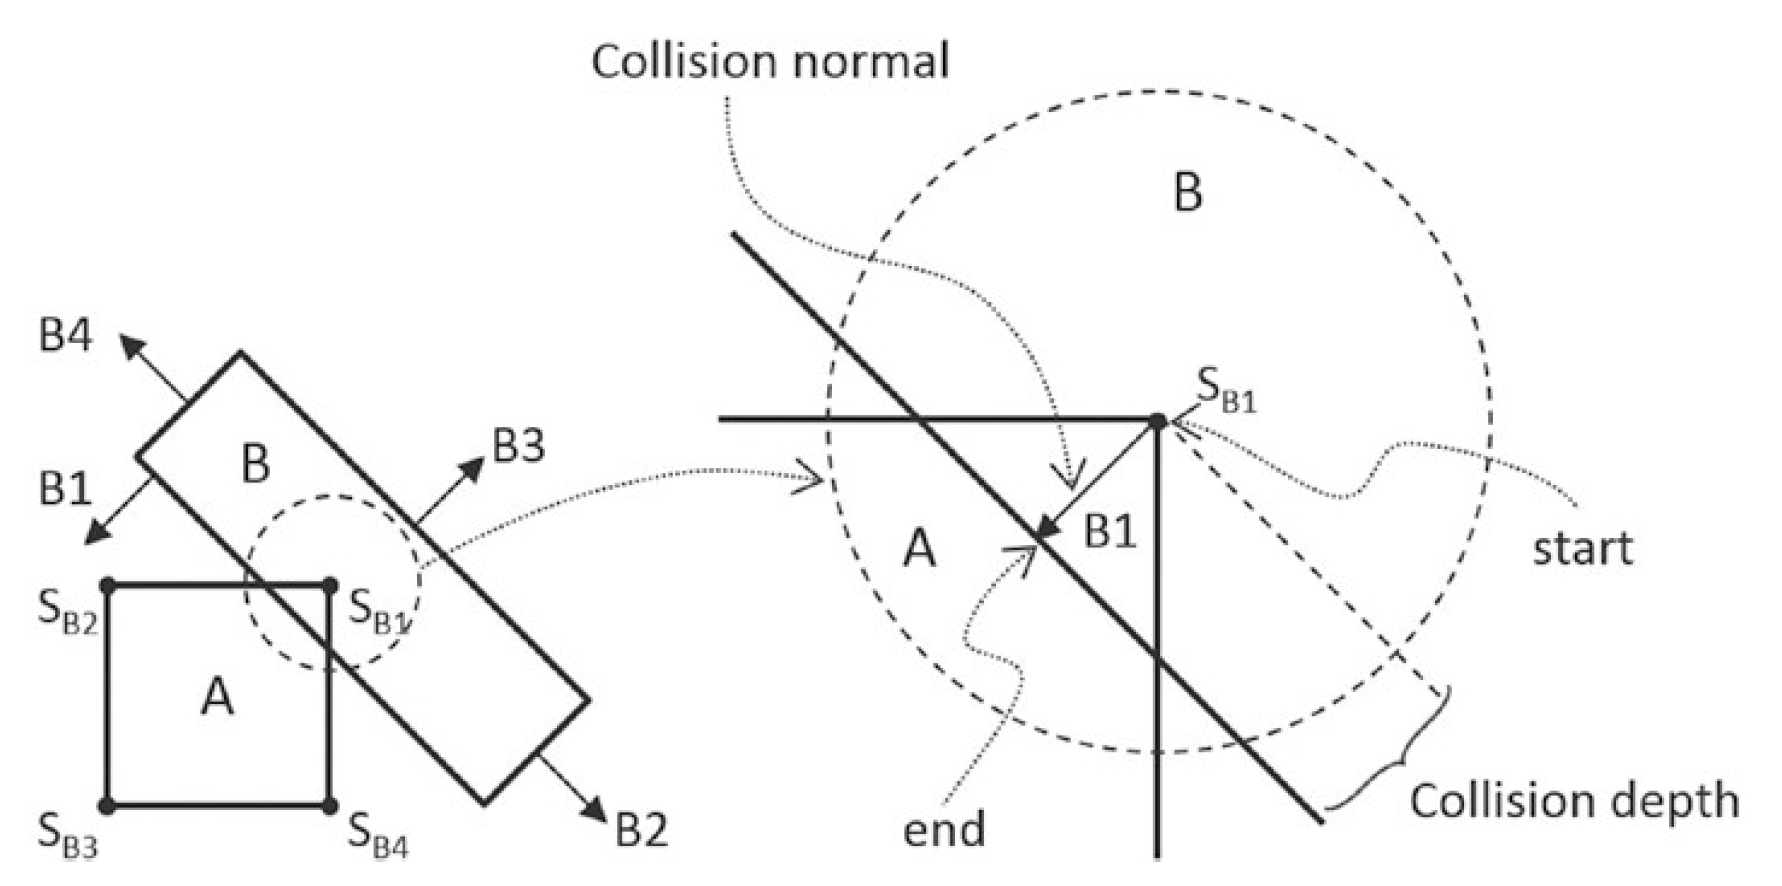 Collision normal
B
B4
B3
B
B1
S_B1
B1
A
start
S_B2
S_B1
A
S_B3
S_B4
B2
end
Collision depth